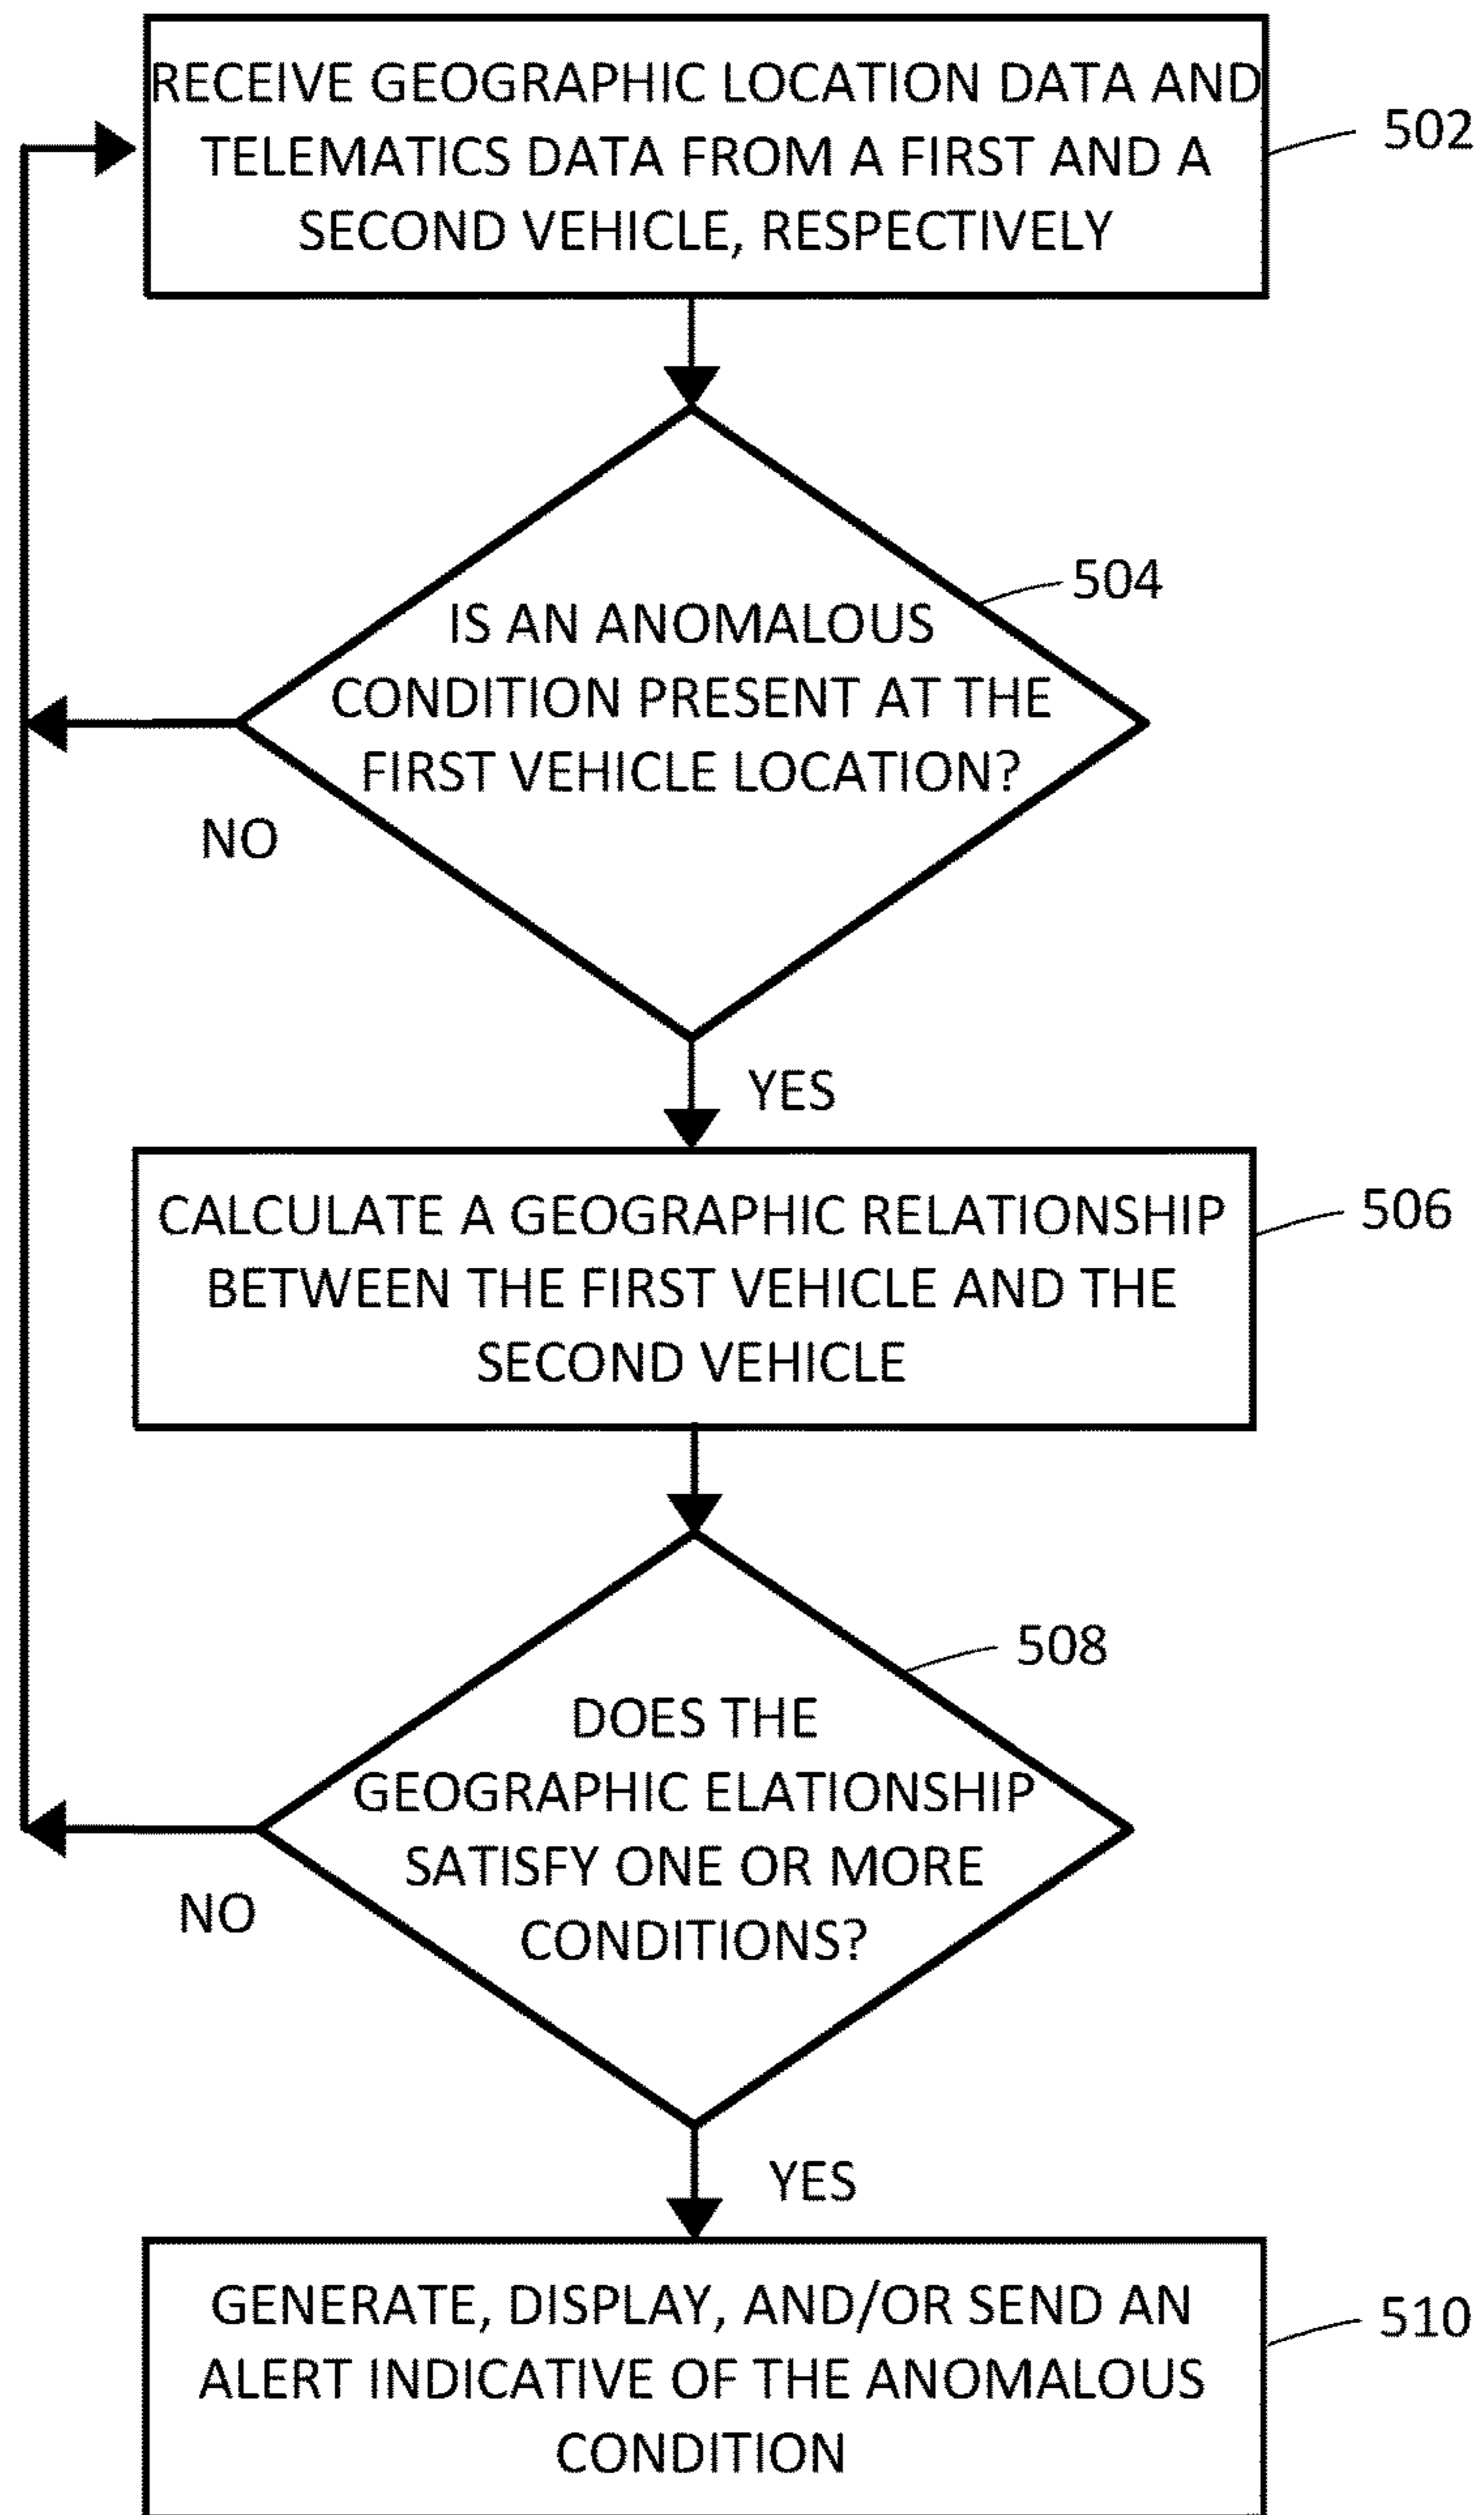 RECEIVE GEOGRAPHIC LOCATION DATA AND
TELEMATICS DATA FROM A FIRST AND A
SECOND VEHICLE, RESPECTIVELY
502
504
IS AN ANOMALOUS
CONDITION PRESENT AT THE
FIRST VEHICLE LOCATION?
NO
YES
CALCULATE A GEOGRAPHIC RELATIONSHIP
BETWEEN THE FIRST VEHICLE AND THE
SECOND VEHICLE
506
508
DOES THE
GEOGRAPHIC ELATIONSHIP
SATISFY ONE OR MORE
CONDITIONS?
NO
YES
GENERATE, DISPLAY, AND/OR SEND AN
ALERT INDICATIVE OF THE ANOMALOUS
CONDITION
510